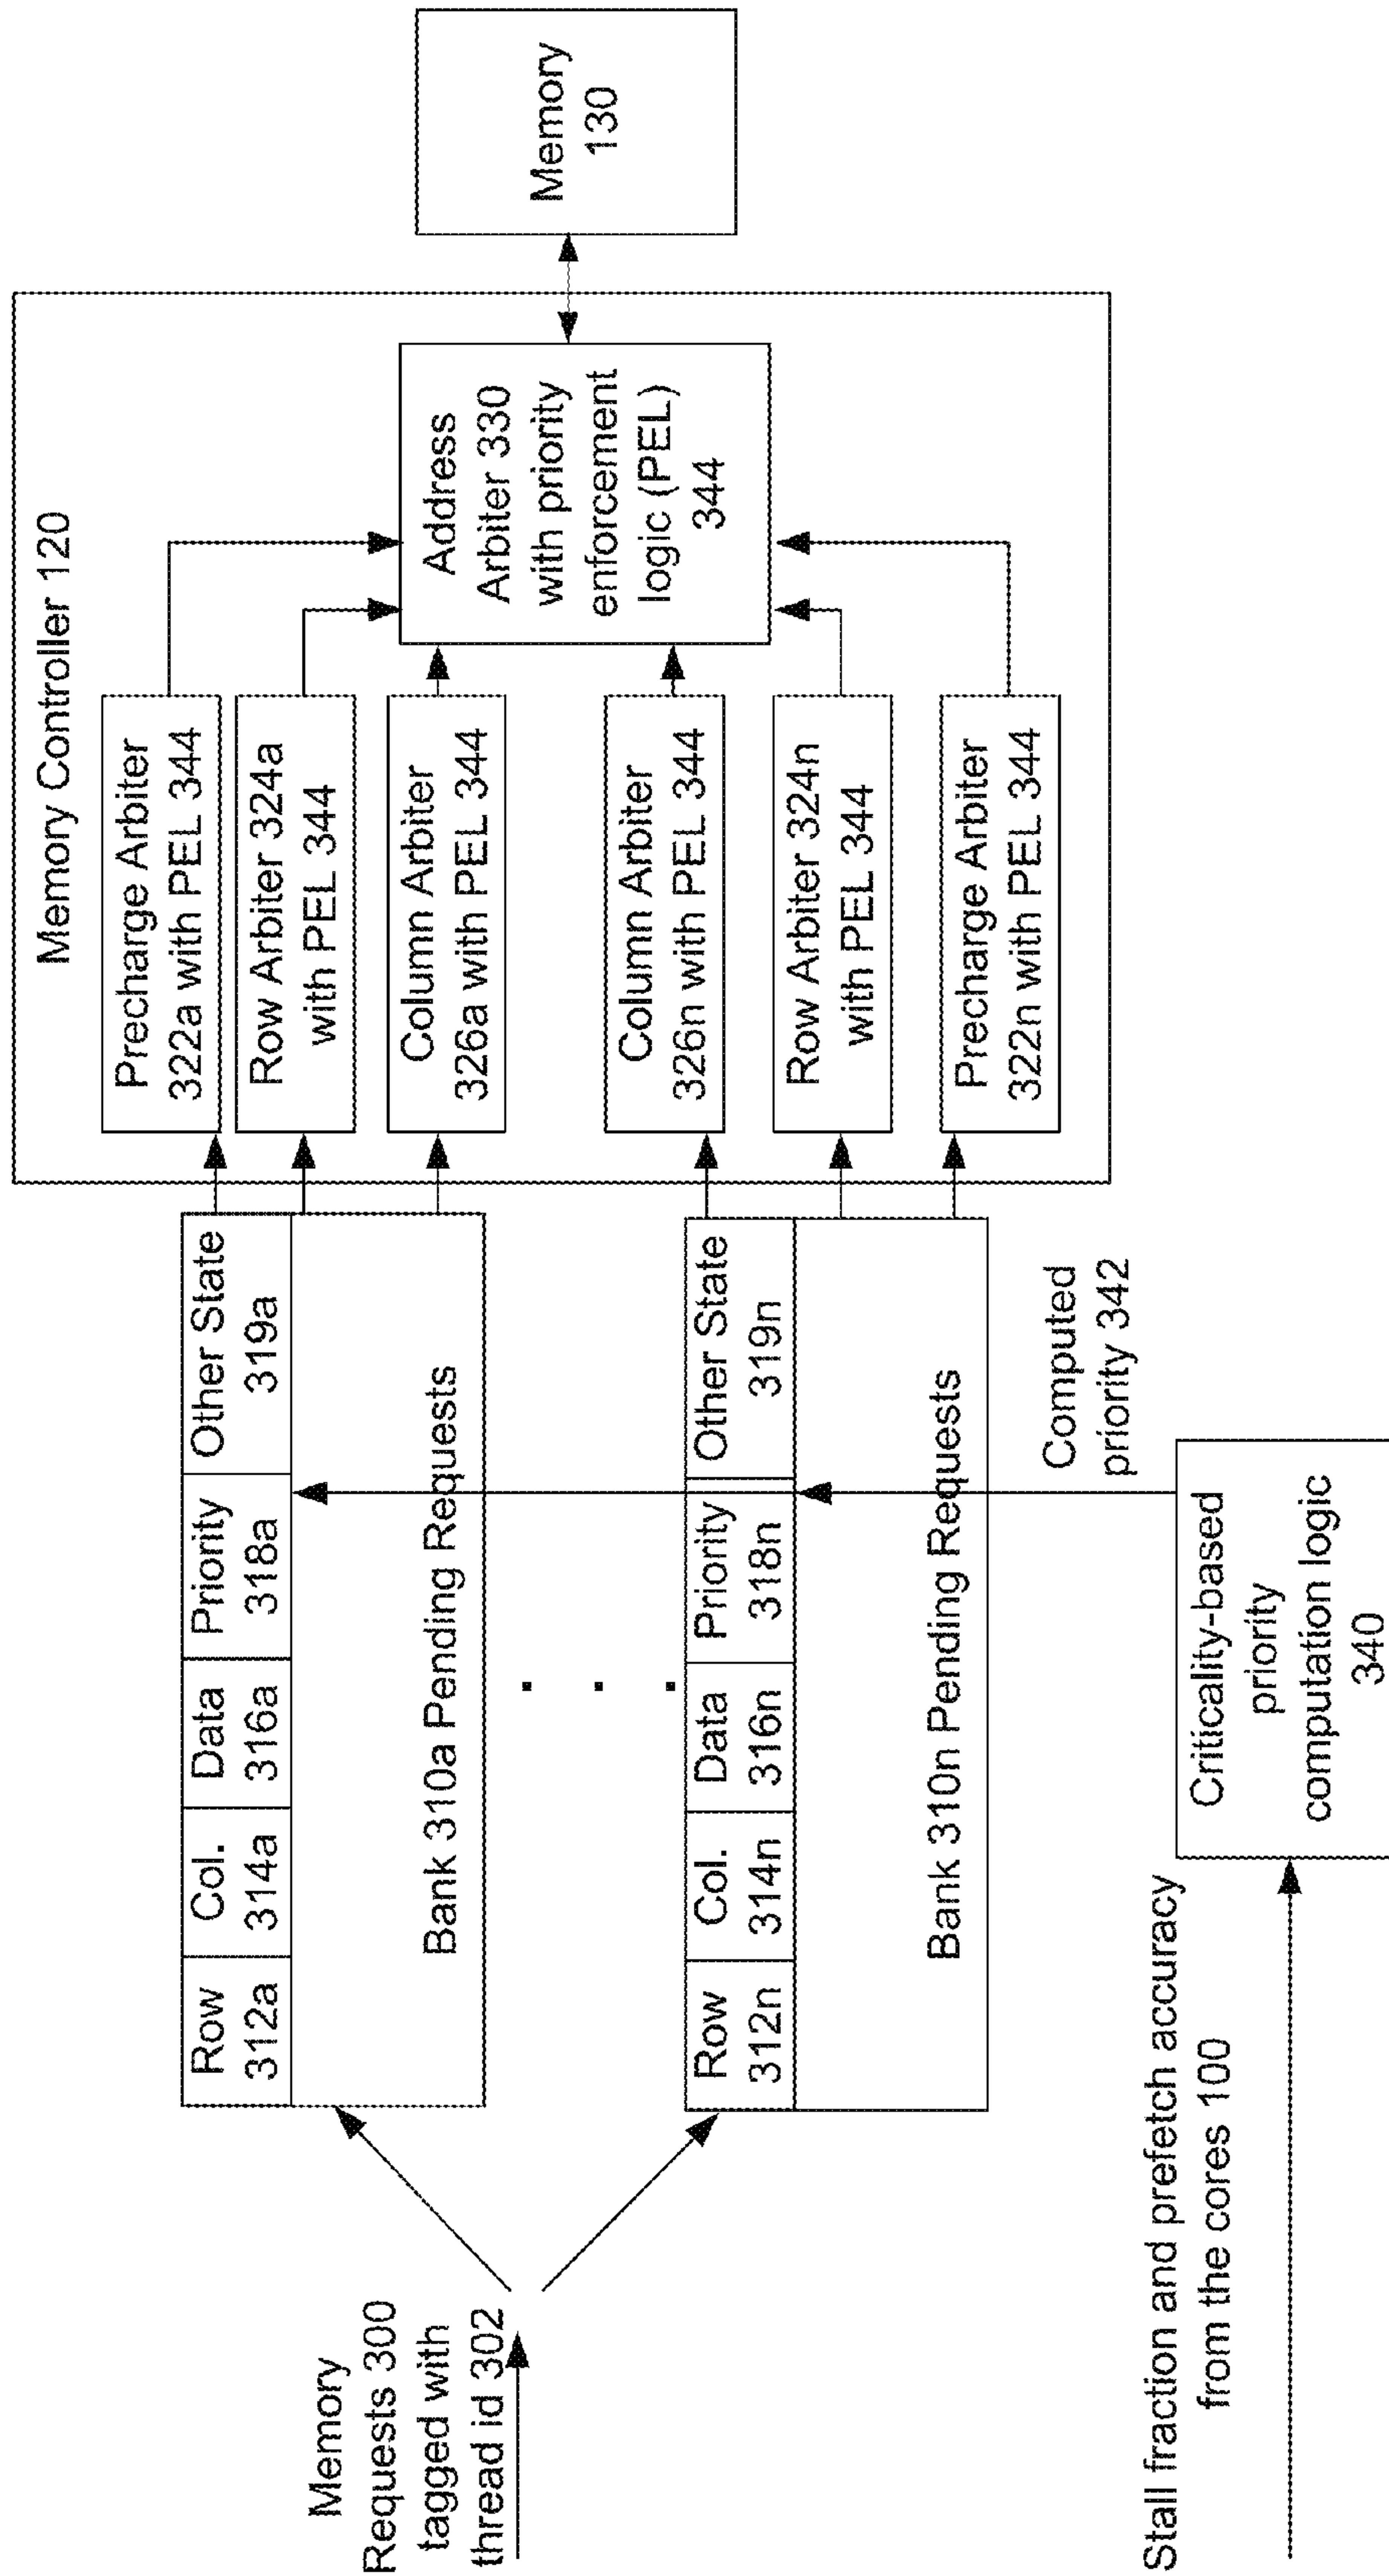 Memory
Requests 300
tagged with
thread id 302
Row
312a
Col.
314a
Data
316a
Priority
318a
Other State
319a
Bank 310a Pending Requests
. . .
Row
312n
Col.
314n
Data
316n
Priority
318n
Other State
319n
Bank 310n Pending Requests
Stall fraction and prefetch accuracy
from the cores 100
Criticality-based
priority
computation logic
340
Computed
priority 342
Memory Controller 120
Precharge Arbiter
322a with PEL 344
Row Arbiter 324a
with PEL 344
Column Arbiter
326a with PEL 344
Column Arbiter
326n with PEL 344
Row Arbiter 324n
with PEL 344
Precharge Arbiter
322n with PEL 344
Address
Arbiter 330
with priority
enforcement
logic (PEL)
344
Memory
130